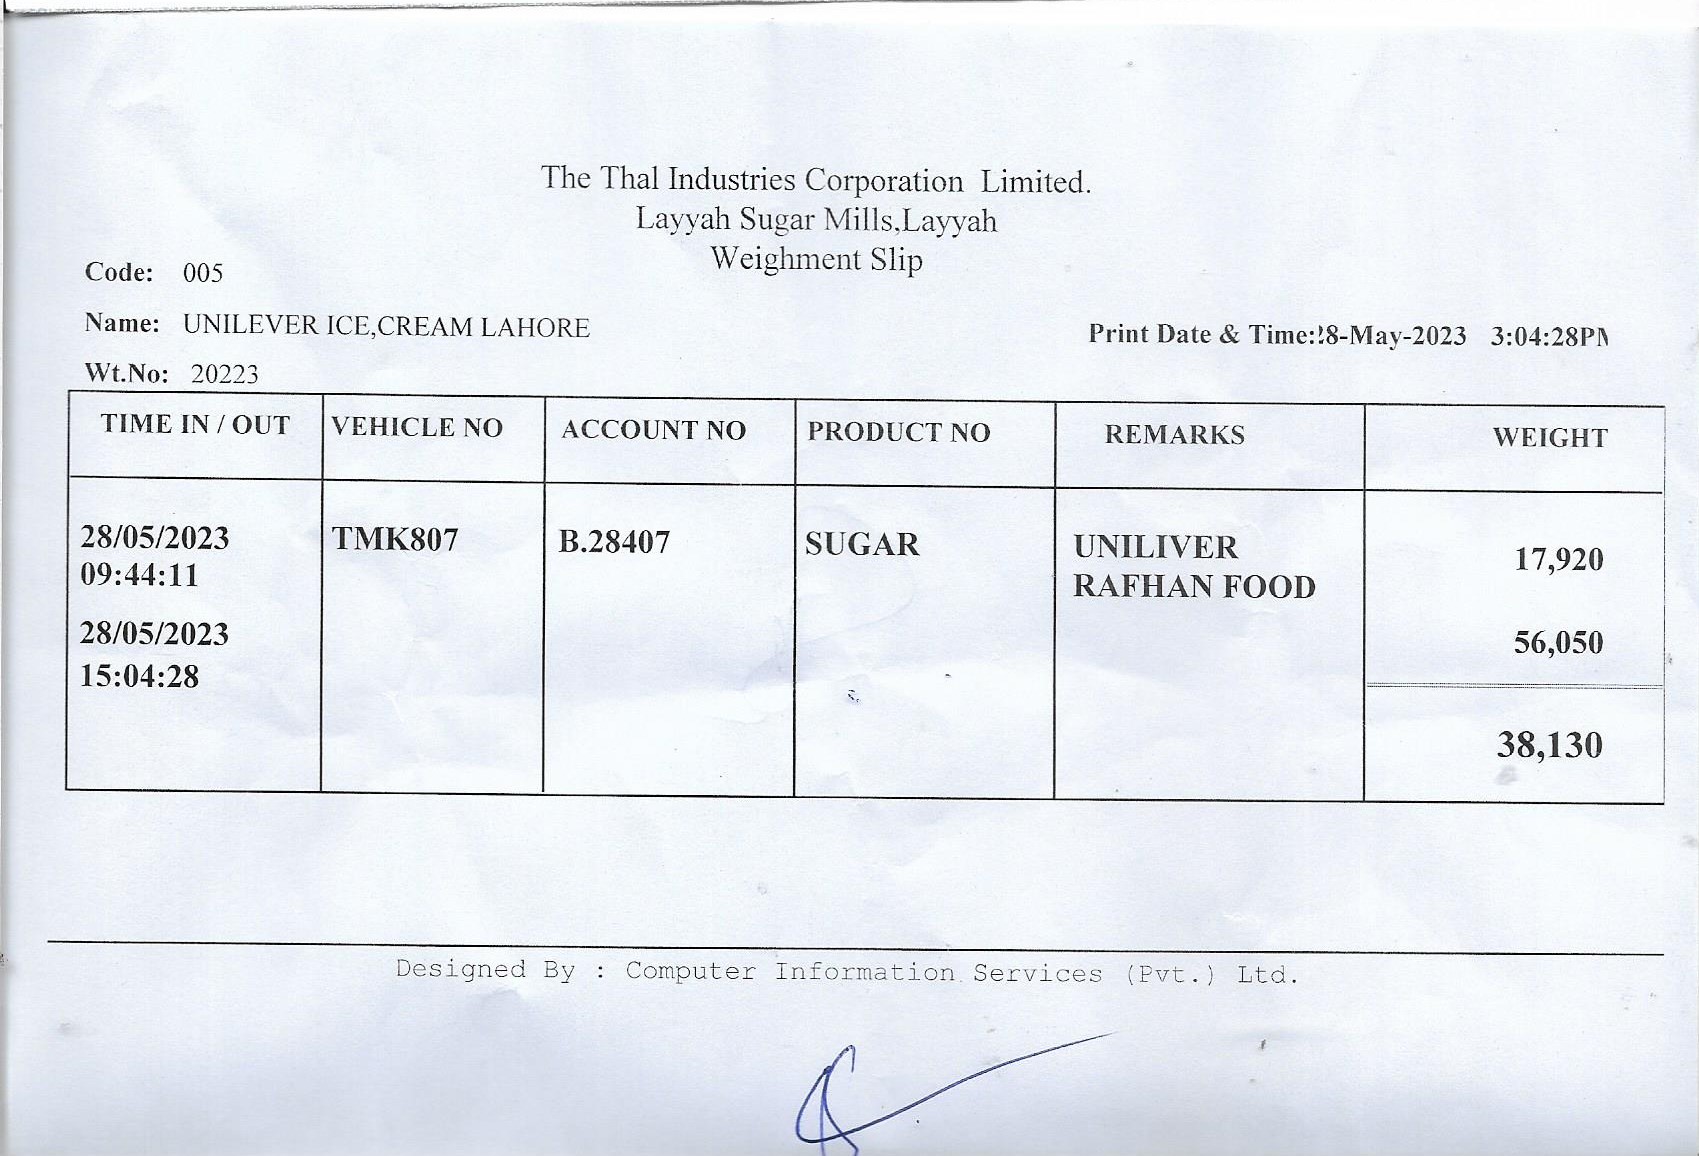 The Thal Industries Corporation Limited.
Layyah Sugar Mills,Layyah
Weighment Slip
Code: 005
Name: UNILEVER ICE,CREAM LAHORE
Print Date & Time: 8-May-2023 3:04:28PM
Wt.No: 20223
TIME IN / OUT VEHICLE NO ACCOUNT NO PRODUCT NO REMARKS WEIGHT
28/05/2023 TMK807 B.28407 SUGAR UNILIVER 17,920
09:44:11 RAFHAN FOOD
28/05/2023 56,050
15:04:28
38,130
Designed By : Computer Information Services (Pvt.) Ltd.